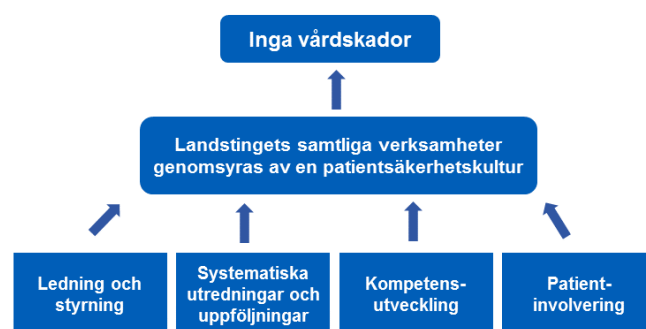 Inga vårdskador
Landstingets samtliga verksamheter
genomsyras av en patientsäkerhetskultur
Ledning och
styrning
Systematiska
utredningar och
uppföljningar
Kompetens-
utveckling
Patient-
involvering